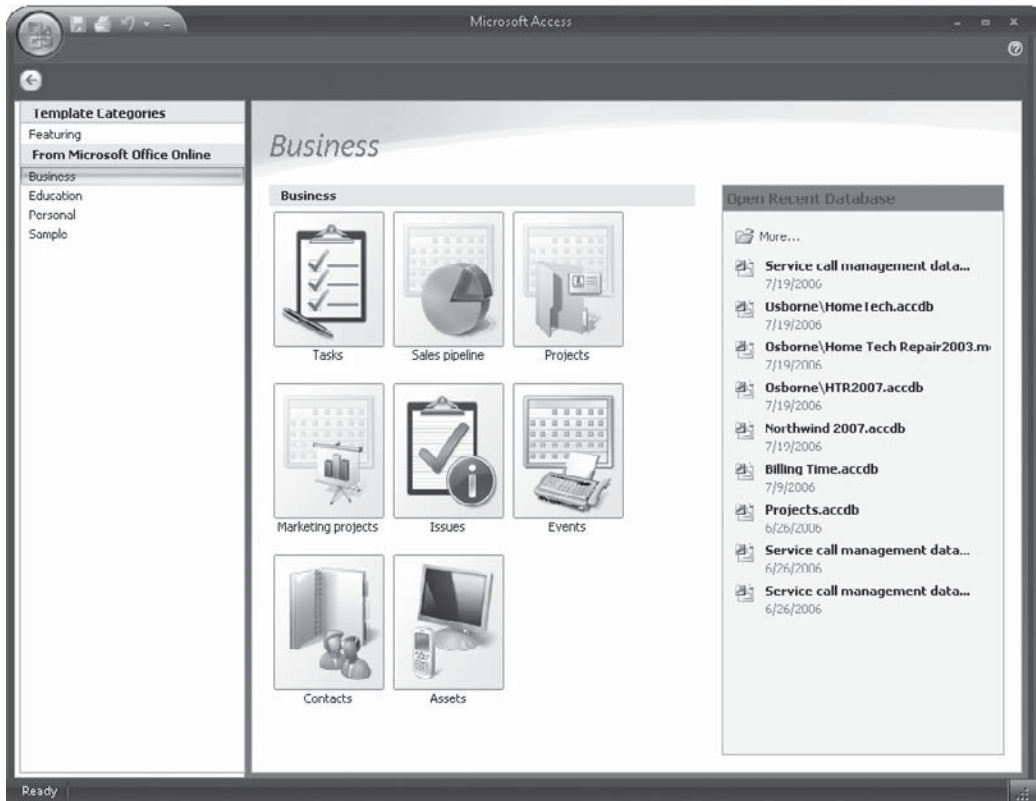 Microsoft Access
Template Categories
Featuring
From Microsoft Office Online
Business
Education
Personal
Sample
Business
Business
Tasks
Sales pipeline
Projects
Marketing projects
Issues
Events
Contacts
Assets
Open Recent Database
More...
Service call management data...
7/19/2006
Osborne\HomeTech.accdb
7/19/2006
Osborne\Home Tech Repair2003.m
7/19/2006
Osborne\HTR2007.accdb
7/19/2006
Northwind 2007.accdb
7/19/2006
Billing Time.accdb
7/9/2006
Projects.accdb
6/26/2006
Service call management data...
6/26/2006
Service call management data...
6/26/2006
Ready